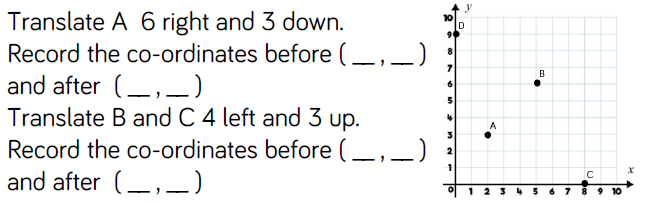 Translate A 6 right and 3 down.
Record the co-ordinates before ( __ , __ )
and after ( __ , __ )
Translate B and C 4 left and 3 up.
Record the co-ordinates before ( __ , __ )
and after ( __ , __ )
y
10
D
9
8
B
7
6
5
4
A
3
2
1
C
x
0 1 2 3 4 5 6 7 8 9 10